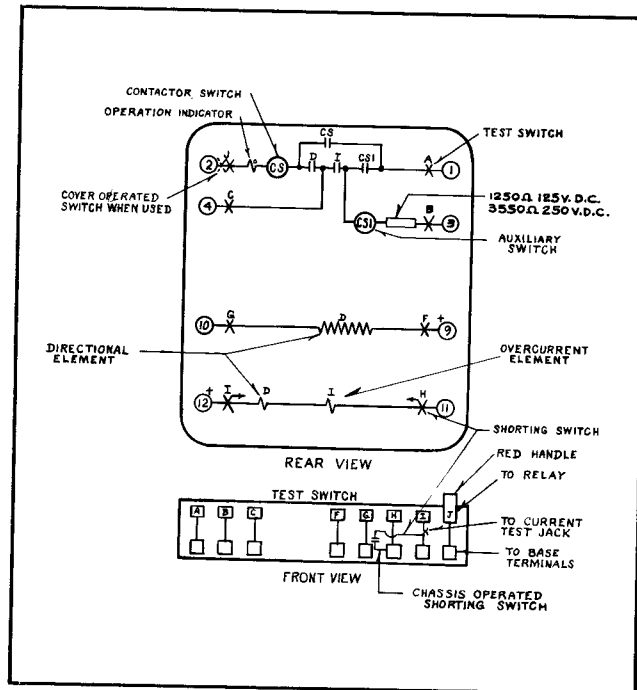 CONTACTOR SWITCH
OPERATION INDICATOR
CS
TEST SWITCH
2 J CS D I CS1 A 1
COVER OPERATED
SWITCH WHEN USED
C
4
1250Ω 125 V. D.C.
3550Ω 250 V. D.C.
CS1 B 3
AUXILIARY
SWITCH
G D F +
10 9
DIRECTIONAL
ELEMENT
OVERCURRENT
ELEMENT
+ I D I H
12 11
SHORTING SWITCH
REAR VIEW
RED HANDLE
TEST SWITCH
TO RELAY
A B C F G H I J
TO CURRENT
TEST JACK
TO BASE
TERMINALS
FRONT VIEW
CHASSIS OPERATED
SHORTING SWITCH